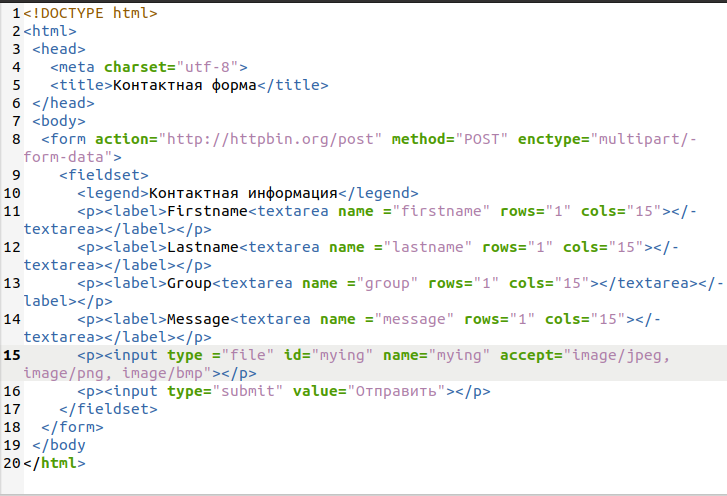 1<!DOCTYPE html>
2<html>
3 <head>
4   <meta charset="utf-8">
5   <title>Контактная форма</title>
6 </head>
7 <body>
8  <form action="http://httpbin.org/post" method="POST" enctype="multipart/-
form-data">
9    <fieldset>
10      <legend>Контактная информация</legend>
11      <p><label>Firstname<textarea name ="firstname" rows="1" cols="15"></-
textarea></label></p>
12      <p><label>Lastname<textarea name ="lastname" rows="1" cols="15"></-
textarea></label></p>
13      <p><label>Group<textarea name ="group" rows="1" cols="15"></textarea></-
label></p>
14      <p><label>Message<textarea name ="message" rows="1" cols="15"></-
textarea></label></p>
15      <p><input type ="file" id="mying" name="mying" accept="image/jpeg,
image/png, image/bmp"></p>
16      <p><input type="submit" value="Отправить"></p>
17    </fieldset>
18  </form>
19 </body
20</html>